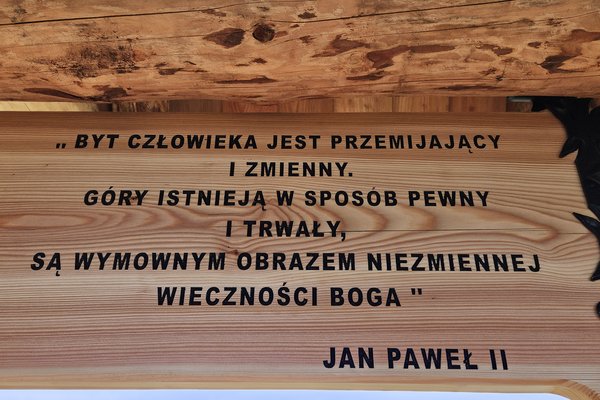 ,, BYT CZŁOWIEKA JEST PRZEMIJAJĄCY
I ZMIENNY.
GÓRY ISTNIEJĄ W SPOSÓB PEWNY
I TRWAŁY,
SĄ WYMOWNYM OBRAZEM NIEZMIENNEJ
WIECZNOŚCI BOGA "
JAN PAWEŁ II